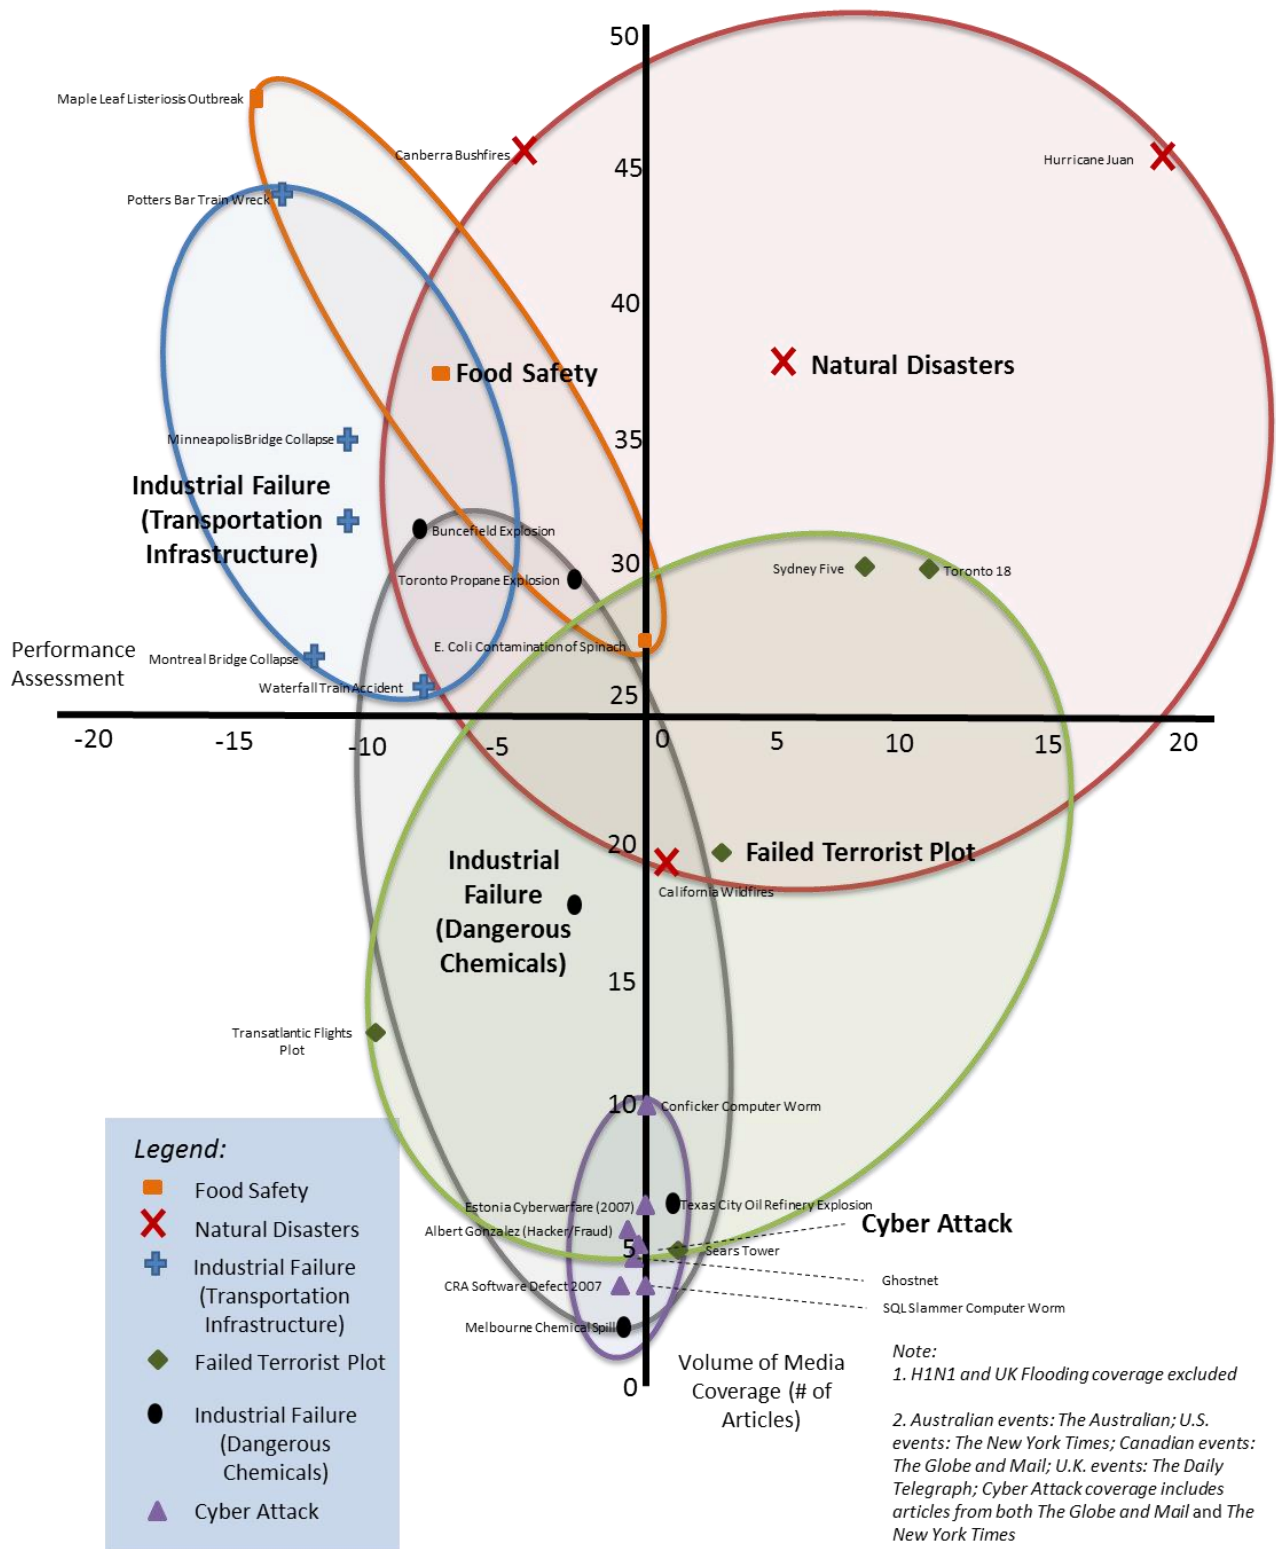 50
Maple Leaf Listeriosis Outbreak
Canberra Bushfires
Hurricane Juan
45
Potters Bar Train Wreck
40
Natural Disasters
Food Safety
35
Minneapolis Bridge Collapse
Industrial Failure
(Transportation
Infrastructure)
Buncefield Explosion
30
Sydney Five
Toronto 18
Toronto Propane Explosion
E. Coli Contamination of Spinach
Performance
Assessment
Montreal Bridge Collapse
Waterfall Train Accident
25
-20 -15 -10 -5 0 5 10 15 20
20
Failed Terrorist Plot
Industrial
Failure
(Dangerous
Chemicals)
California Wildfires
15
Transatlantic Flights
Plot
10
Conficker Computer Worm
Estonia Cyberwarfare (2007)
Texas City Oil Refinery Explosion
Albert Gonzalez (Hacker/Fraud)
Cyber Attack
5
Sears Tower
Ghostnet
CRA Software Defect 2007
SQL Slammer Computer Worm
Melbourne Chemical Spill
0
Volume of Media
Coverage (# of
Articles)
Legend:
Food Safety
Natural Disasters
Industrial Failure
(Transportation
Infrastructure)
Failed Terrorist Plot
Industrial Failure
(Dangerous
Chemicals)
Cyber Attack
Note:
1. H1N1 and UK Flooding coverage excluded
2. Australian events: The Australian; U.S.
events: The New York Times; Canadian events:
The Globe and Mail; U.K. events: The Daily
Telegraph; Cyber Attack coverage includes
articles from both The Globe and Mail and The
New York Times